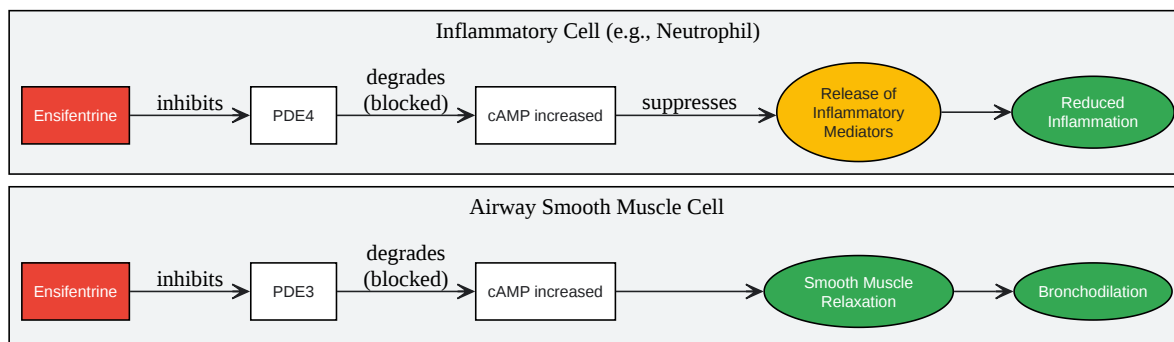 Inflammatory Cell (e.g., Neutrophil)
Ensifentrine
inhibits
PDE4
degrades
(blocked)
cAMP increased
suppresses
Release of
Inflammatory
Mediators
Reduced
Inflammation
Airway Smooth Muscle Cell
Ensifentrine
inhibits
PDE3
degrades
(blocked)
cAMP increased
Smooth Muscle
Relaxation
Bronchodilation